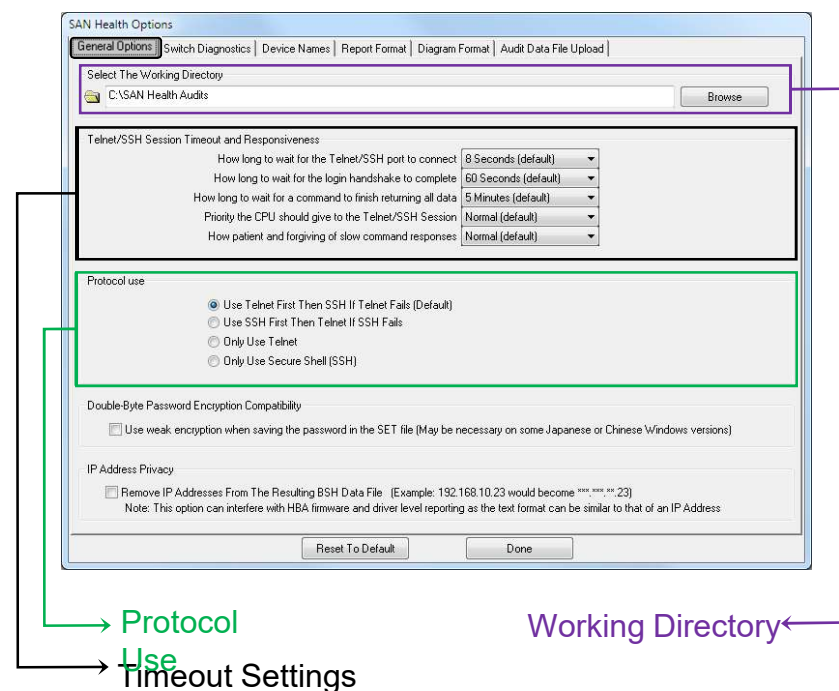 SAN Health Options
General Options Switch Diagnostics Device Names Report Format Diagram Format Audit Data File Upload
Select The Working Directory
C:\SAN Health Audits Browse
Telnet/SSH Session Timeout and Responsiveness
How long to wait for the Telnet/SSH port to connect 8 Seconds (default)
How long to wait for the login handshake to complete 60 Seconds (default)
How long to wait for a command to finish returning all data 5 Minutes (default)
Priority the CPU should give to the Telnet/SSH Session Normal (default)
How patient and forgiving of slow command responses Normal (default)
Protocol use
Use Telnet First Then SSH If Telnet Fails (Default)
Use SSH First Then Telnet If SSH Fails
Only Use Telnet
Only Use Secure Shell (SSH)
Double-Byte Password Encryption Compatibility
Use weak encryption when saving the password in the SET file (May be necessary on some Japanese or Chinese Windows versions)
IP Address Privacy
Remove IP Addresses From The Resulting BSH Data File (Example: 192.168.10.23 would become ***.***.**.23)
Note: This option can interfere with HBA firmware and driver level reporting as the text format can be similar to that of an IP Address
Reset To Default Done
Protocol
Use
Working Directory
Timeout Settings